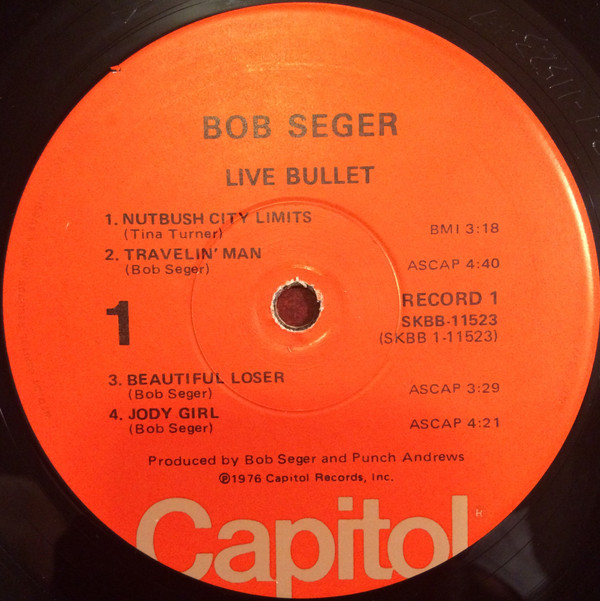 BOB SEGER
LIVE BULLET
1. NUTBUSH CITY LIMITS
(Tina Turner)
BMI 3:18
2. TRAVELIN' MAN
(Bob Seger)
ASCAP 4:40
1
RECORD 1
SKBB-11523
(SKBB 1-11523)
3. BEAUTIFUL LOSER
(Bob Seger)
ASCAP 3:29
4. JODY GIRL
(Bob Seger)
ASCAP 4:21
Produced by Bob Seger and Punch Andrews
℗1976 Capitol Records, Inc.
Capitol